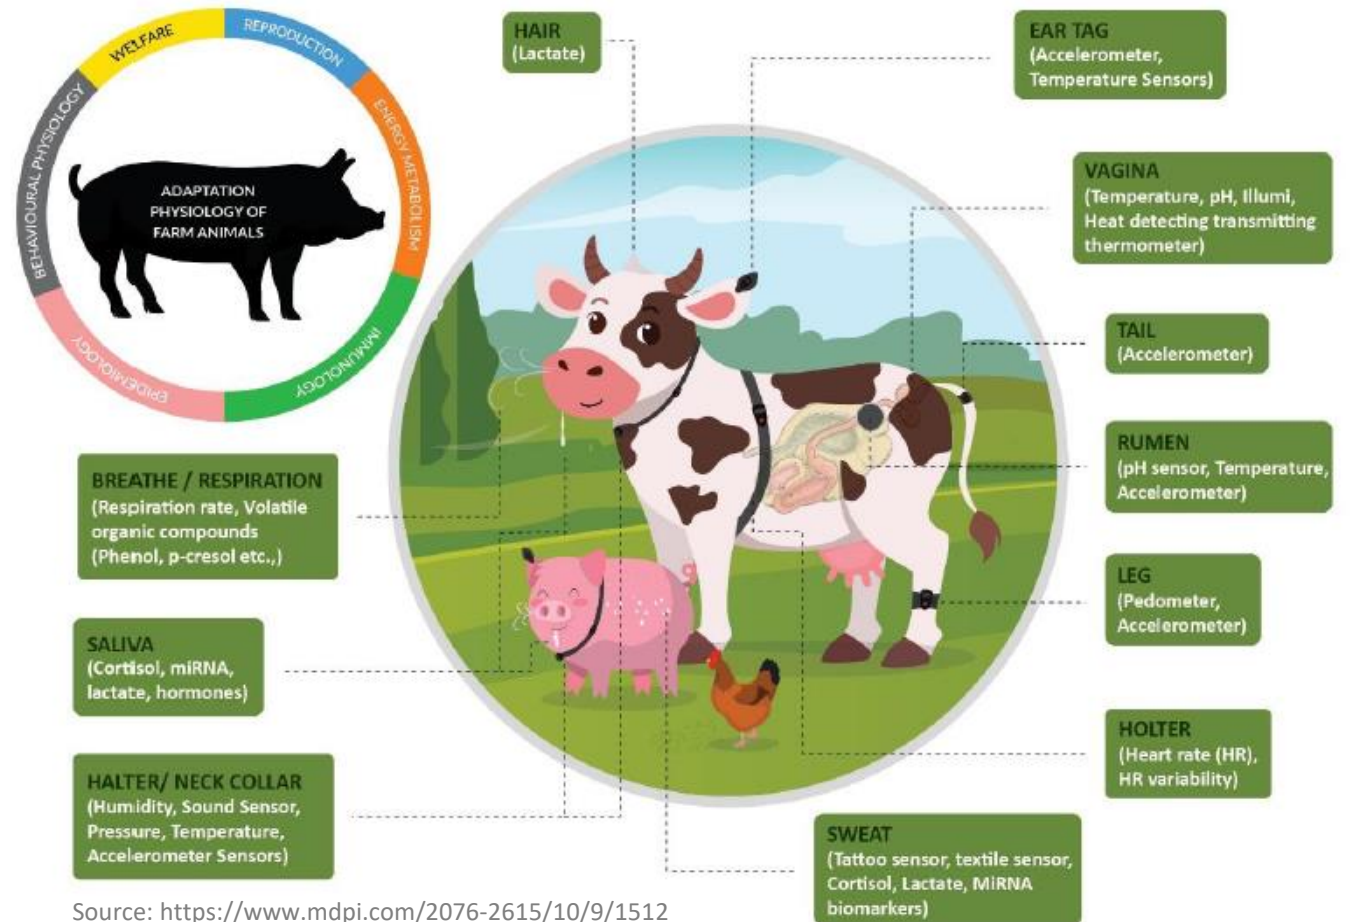 WELFARE
REPRODUCTION
ENERGY METABOLISM
IMMUNOLOGY
EPIDEMIOLOGY
BEHAVIOURAL PHYSIOLOGY
ADAPTATION
PHYSIOLOGY OF
FARM ANIMALS
HAIR
(Lactate)
EAR TAG
(Accelerometer,
Temperature Sensors)
VAGINA
(Temperature, pH, Illumi,
Heat detecting transmitting
thermometer)
TAIL
(Accelerometer)
RUMEN
(pH sensor, Temperature,
Accelerometer)
LEG
(Pedometer,
Accelerometer)
HOLTER
(Heart rate (HR),
HR variability)
SWEAT
(Tattoo sensor, textile sensor,
Cortisol, Lactate, MiRNA
biomarkers)
BREATHE / RESPIRATION
(Respiration rate, Volatile
organic compounds
(Phenol, p-cresol etc.,)
SALIVA
(Cortisol, miRNA,
lactate, hormones)
HALTER/ NECK COLLAR
(Humidity, Sound Sensor,
Pressure, Temperature,
Accelerometer Sensors)
Source: https://www.mdpi.com/2076-2615/10/9/1512